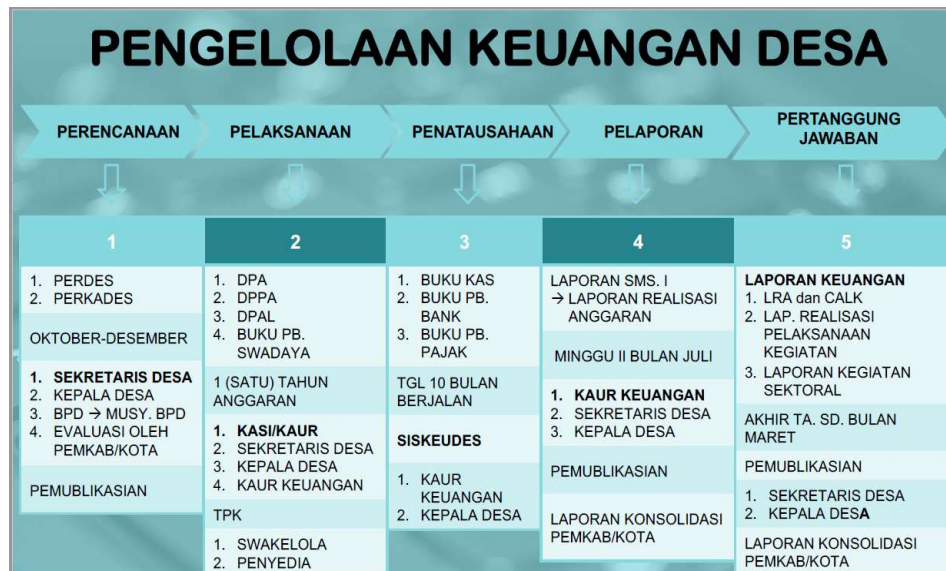 PENGELOLAAN KEUANGAN DESA
PERENCANAAN
PELAKSANAAN
PENATAUSAHAAN
PELAPORAN
PERTANGGUNG
JAWABAN
1
1. PERDES
2. PERKADES
OKTOBER-DESEMBER
1. SEKRETARIS DESA
2. KEPALA DESA
3. BPD → MUSY. BPD
4. EVALUASI OLEH
PEMKAB/KOTA
PEMUBLIKASIAN
2
1. DPA
2. DPPA
3. DPAL
4. BUKU PB.
SWADAYA
1 (SATU) TAHUN
ANGGARAN
1. KASI/KAUR
2. SEKRETARIS DESA
3. KEPALA DESA
4. KAUR KEUANGAN
TPK
1. SWAKELOLA
2. PENYEDIA
3
1. BUKU KAS
2. BUKU PB.
BANK
3. BUKU PB.
PAJAK
TGL 10 BULAN
BERJALAN
SISKEUDES
1. KAUR
KEUANGAN
2. KEPALA DESA
4
LAPORAN SMS. I
→ LAPORAN REALISASI
ANGGARAN
MINGGU II BULAN JULI
1. KAUR KEUANGAN
2. SEKRETARIS DESA
3. KEPALA DESA
PEMUBLIKASIAN
LAPORAN KONSOLIDASI
PEMKAB/KOTA
5
LAPORAN KEUANGAN
1. LRA dan CALK
2. LAP. REALISASI
PELAKSANAAN
KEGIATAN
3. LAPORAN KEGIATAN
SEKTORAL
AKHIR TA. SD. BULAN
MARET
PEMUBLIKASIAN
1. SEKRETARIS DESA
2. KEPALA DESA
LAPORAN KONSOLIDASI
PEMKAB/KOTA